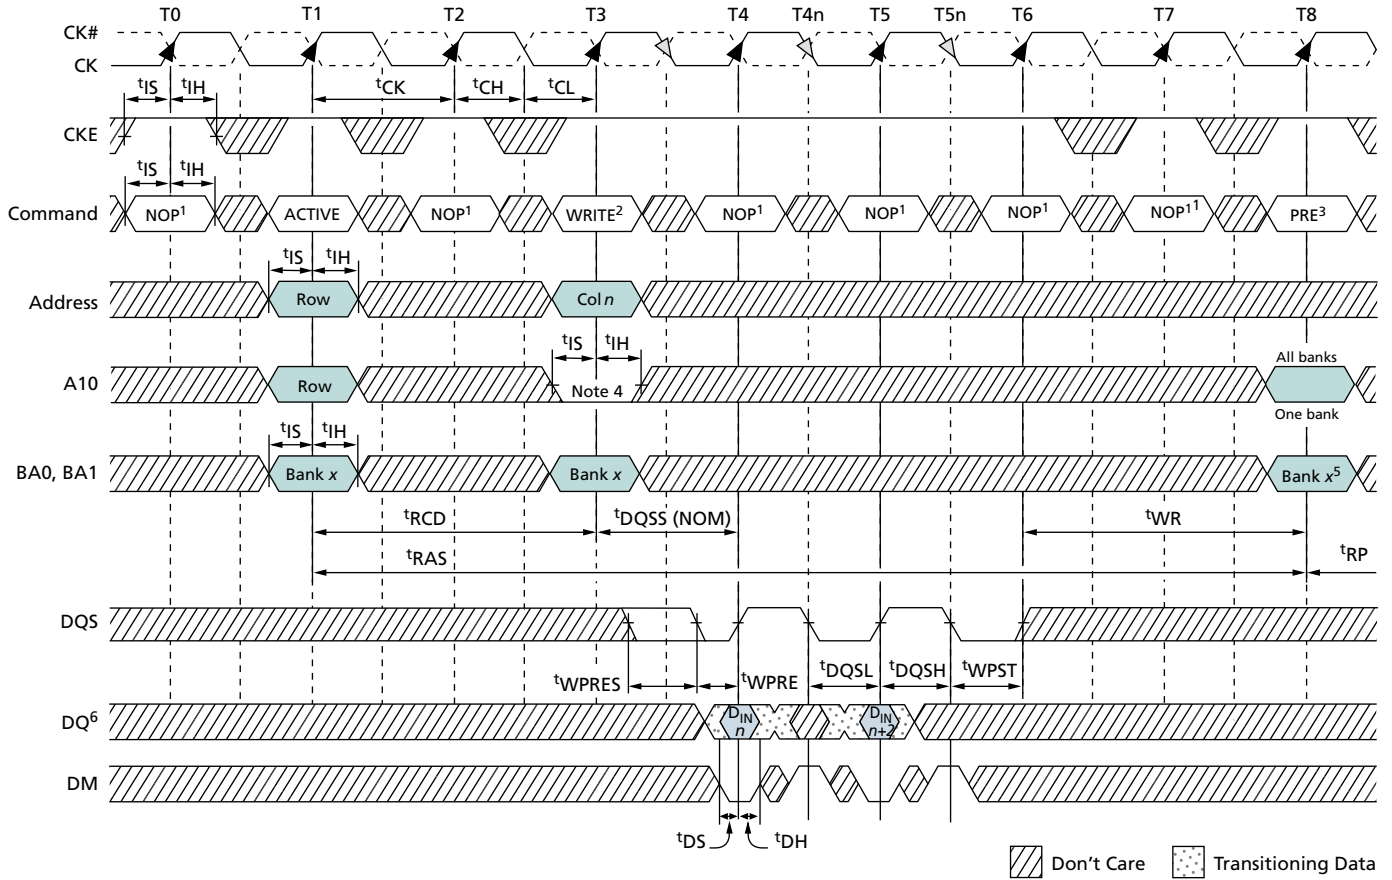 T0 T1 T2 T3 T4 T4n T5 T5n T6 T7 T8
CK#
CK
tIS tIH tCK tCH tCL
CKE
tIS tIH
Command NOP1 ACTIVE NOP1 WRITE2 NOP1 NOP1 NOP1 NOP11 PRE3
tIS tIH
Address Row Col n
tIS tIH
All banks
A10 Row Note 4
One bank
tIS tIH
BA0, BA1 Bank x Bank x Bank x5
tRCD tDQSS (NOM) tWR
tRAS tRP
DQS
tWPRES tWPRE tDQSL tDQSH tWPST
DQ6 DIN n DIN n+2
DM
tDS tDH
Don't Care Transitioning Data